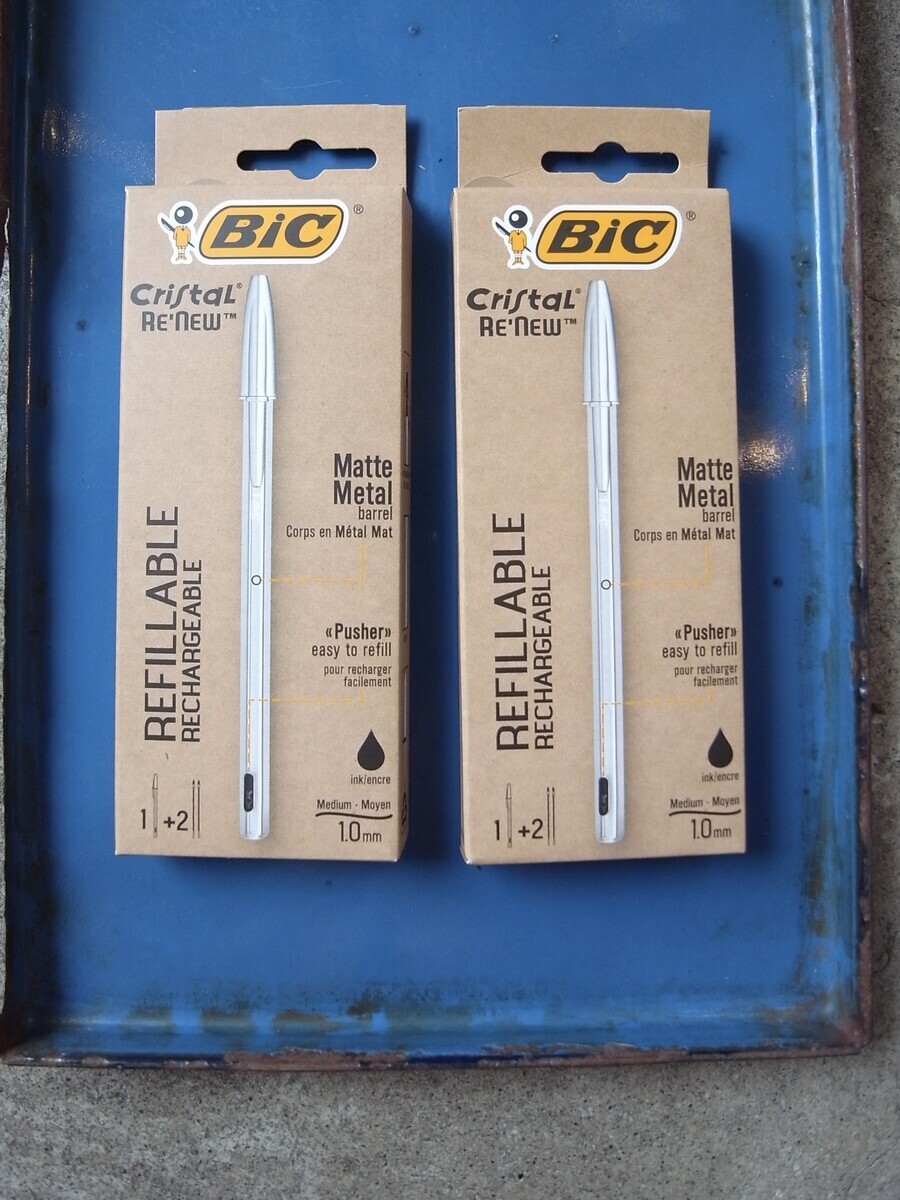 BiC®
Cristal®
Re'New™
Matte
Metal
barrel
Corps en Métal Mat
REFILLABLE
RECHARGEABLE
«Pusher»
easy to refill
pour recharger
facilement
ink/encre
1 +2
Medium - Moyen
1.0mm
BiC®
Cristal®
Re'New™
Matte
Metal
barrel
Corps en Métal Mat
REFILLABLE
RECHARGEABLE
«Pusher»
easy to refill
pour recharger
facilement
ink/encre
1 +2
Medium - Moyen
1.0mm